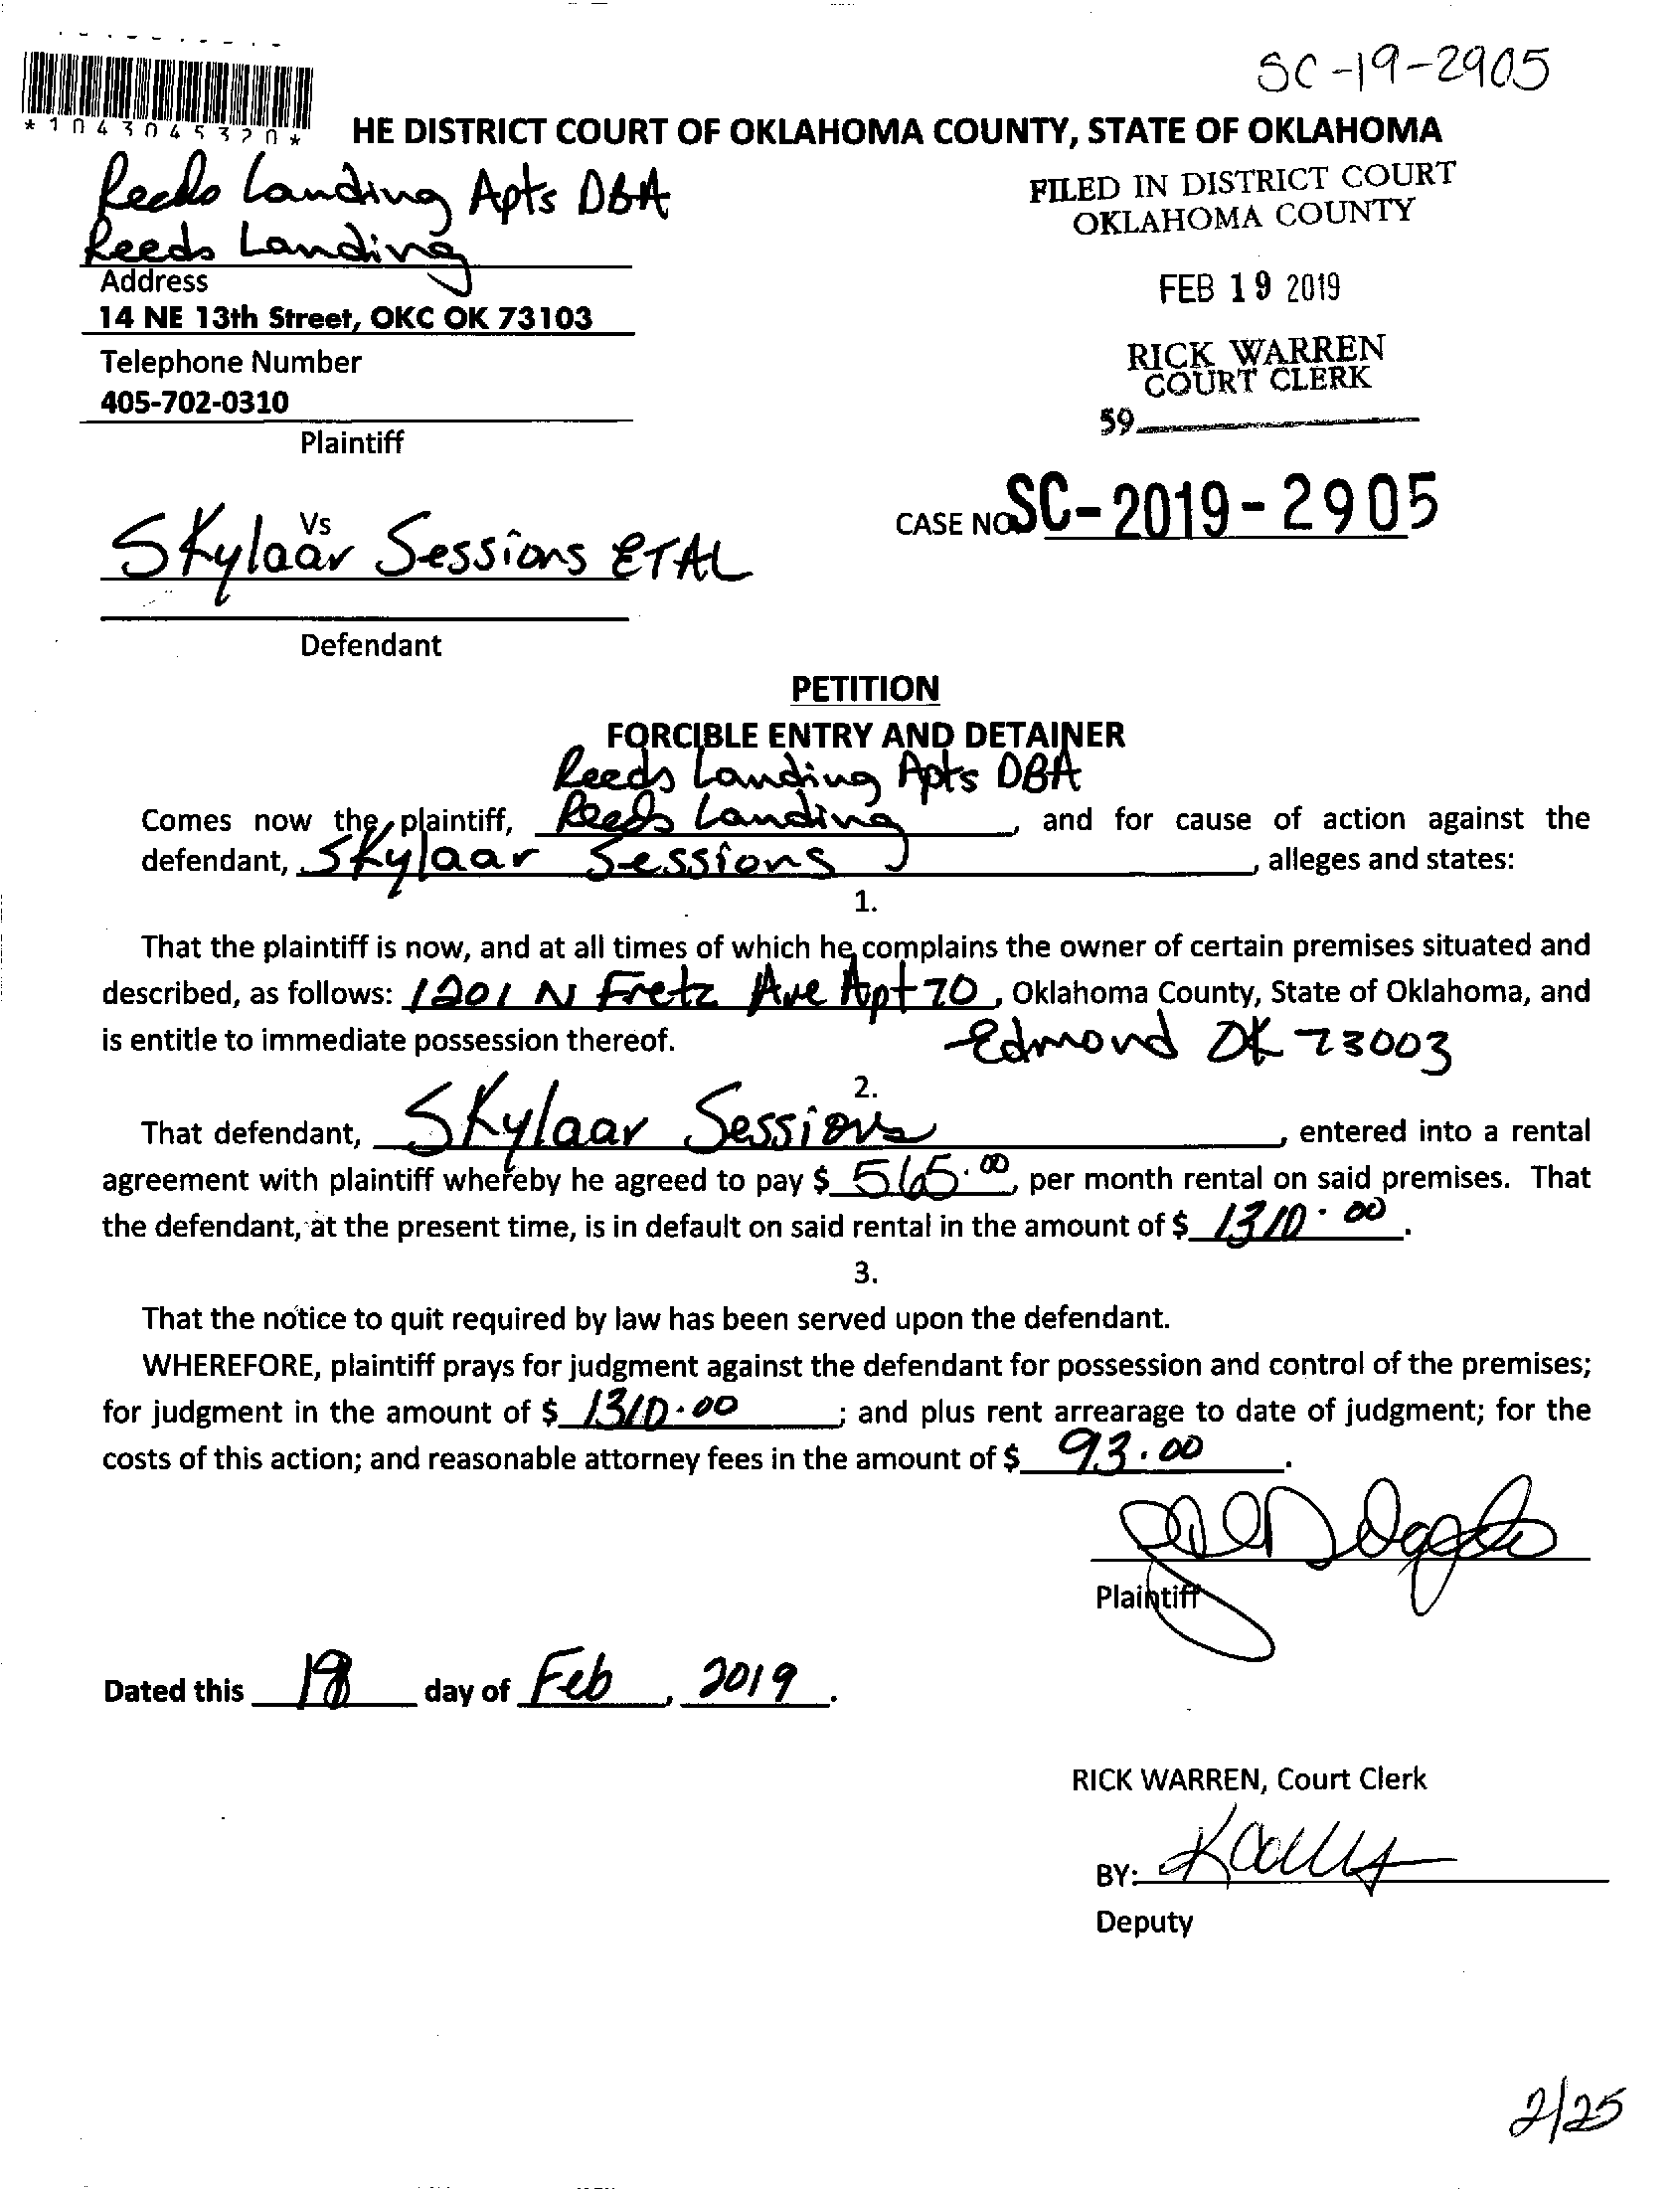 SC-19-2905
*1043045320*
HE DISTRICT COURT OF OKLAHOMA COUNTY, STATE OF OKLAHOMA
Reeds Landing Apts DBA
Reeds Landing
FILED IN DISTRICT COURT
OKLAHOMA COUNTY
Address
14 NE 13th Street, OKC OK 73103
FEB 19 2019
Telephone Number
405-702-0310
RICK WARREN
COURT CLERK
59
Plaintiff
Vs
CASE NO SC-2019-2905
Skylaar Sessions ETAL
Defendant
PETITION
FORCIBLE ENTRY AND DETAINER
Reeds Landing Apts DBA
Comes now the plaintiff, Reeds Landing, and for cause of action against the
defendant, Skylaar Sessions, alleges and states:
1.
That the plaintiff is now, and at all times of which he complains the owner of certain premises situated and
described, as follows: 1201 N Fretz Ave Apt 70, Oklahoma County, State of Oklahoma, and
is entitle to immediate possession thereof. Edmond OK 73003
2.
That defendant, Skylaar Sessions, entered into a rental
agreement with plaintiff whereby he agreed to pay $ 565.00, per month rental on said premises. That
the defendant, at the present time, is in default on said rental in the amount of $ 1310.00.
3.
That the notice to quit required by law has been served upon the defendant.
WHEREFORE, plaintiff prays for judgment against the defendant for possession and control of the premises;
for judgment in the amount of $ 1310.00; and plus rent arrearage to date of judgment; for the
costs of this action; and reasonable attorney fees in the amount of $ 93.00.
Plaintiff
Dated this day of Feb, 2019.
RICK WARREN, Court Clerk
BY:
Deputy
2/25